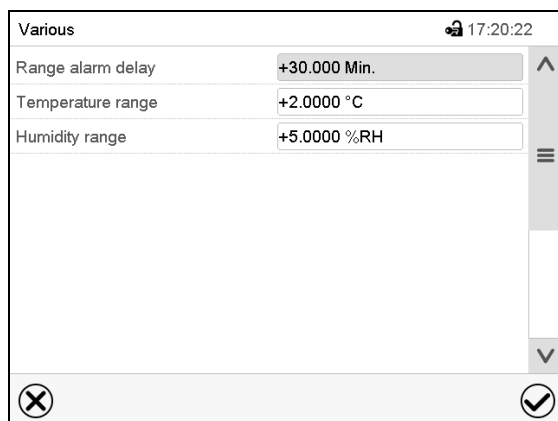 Various 17:20:22
Range alarm delay +30.000 Min.
Temperature range +2.0000 °C
Humidity range +5.0000 %RH